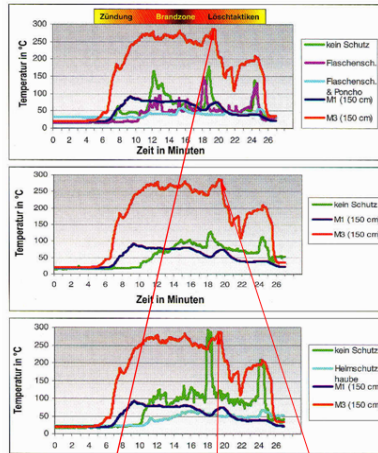 Zündung Brandzone Löschtaktiken
Temperatur in °C
300
250
200
150
100
50
0
0 2 4 6 8 10 12 14 16 18 20 22 24 26
Zeit in Minuten
kein Schutz
Flaschensch.
Flaschensch.
& Poncho
M1 (150 cm)
M3 (150 cm)
Temperatur in °C
300
250
200
150
100
50
0
0 2 4 6 8 10 12 14 16 18 20 22 24 26
Zeit in Minuten
kein Schutz
M1 (150 cm)
M3 (150 cm)
Temperatur in °C
300
250
200
150
100
50
0
0 2 4 6 8 10 12 14 16 18 20 22 24 26
kein Schutz
Helmschutz
haube
M1 (150 cm)
M3 (150 cm)